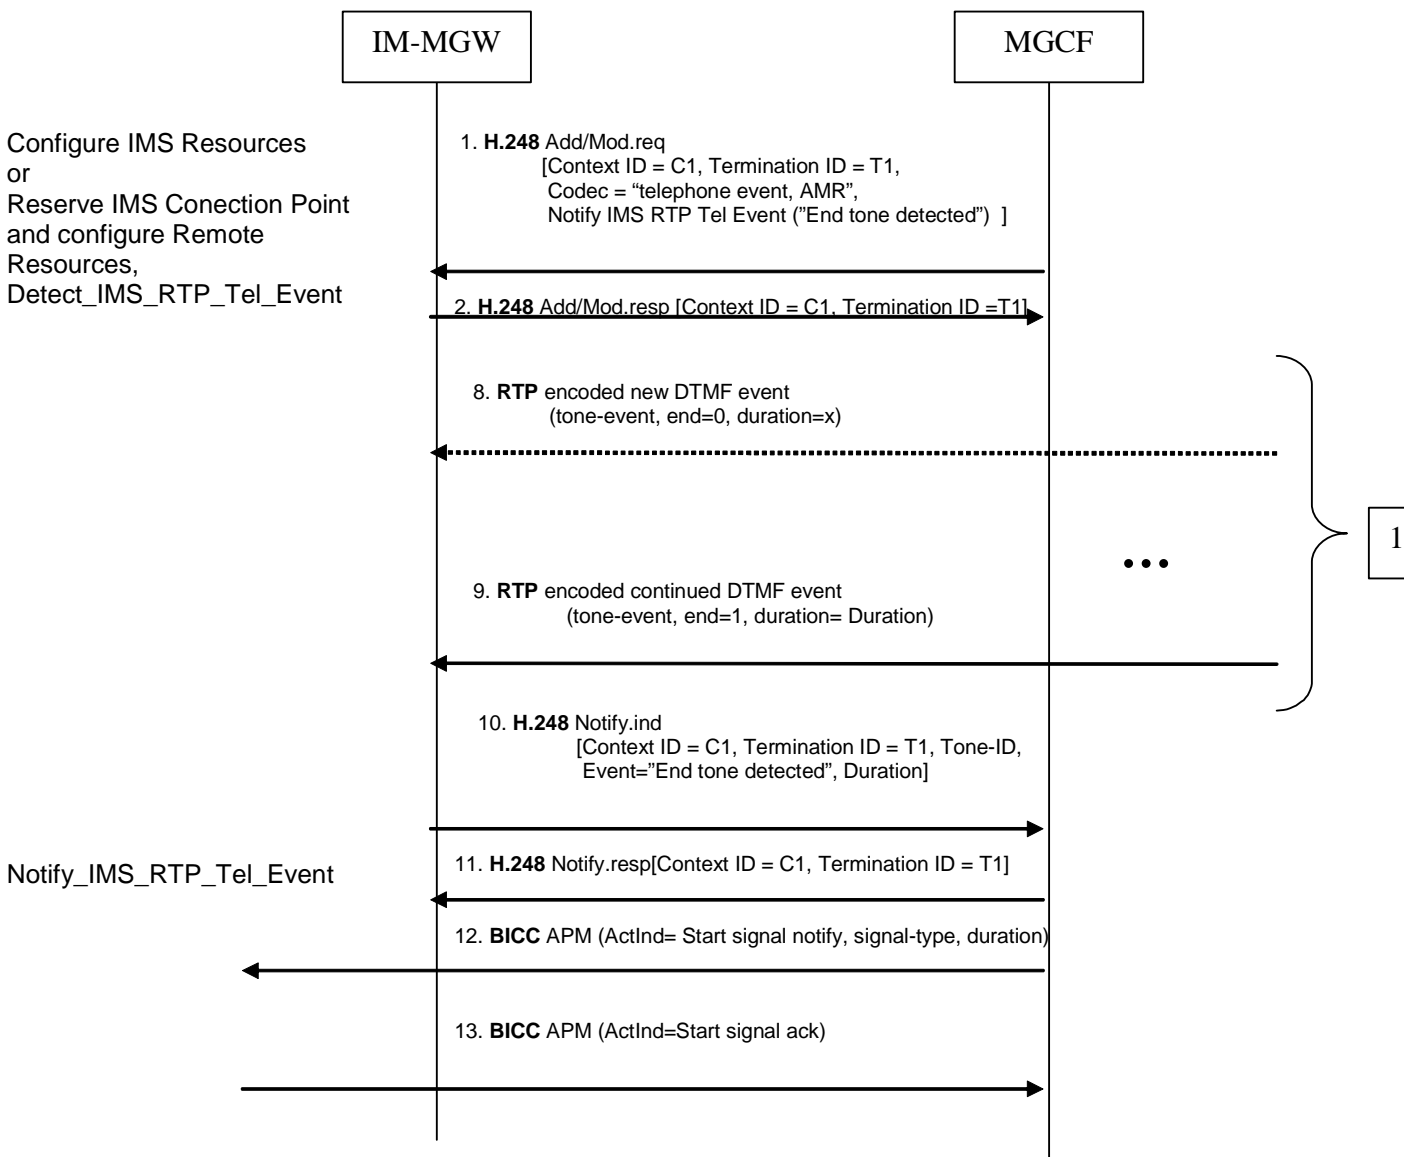 IM-MGW
MGCF
Configure IMS Resources
or
Reserve IMS Conection Point
and configure Remote
Resources,
Detect_IMS_RTP_Tel_Event
1. H.248 Add/Mod.req
[Context ID = C1, Termination ID = T1,
Codec = “telephone event, AMR”,
Notify IMS RTP Tel Event (”End tone detected”) ]
2. H.248 Add/Mod.resp [Context ID = C1, Termination ID =T1]
8. RTP encoded new DTMF event
(tone-event, end=0, duration=x)
1
...
9. RTP encoded continued DTMF event
(tone-event, end=1, duration= Duration)
10. H.248 Notify.ind
[Context ID = C1, Termination ID = T1, Tone-ID,
Event=”End tone detected”, Duration]
Notify_IMS_RTP_Tel_Event
11. H.248 Notify.resp[Context ID = C1, Termination ID = T1]
12. BICC APM (ActInd= Start signal notify, signal-type, duration)
13. BICC APM (ActInd=Start signal ack)